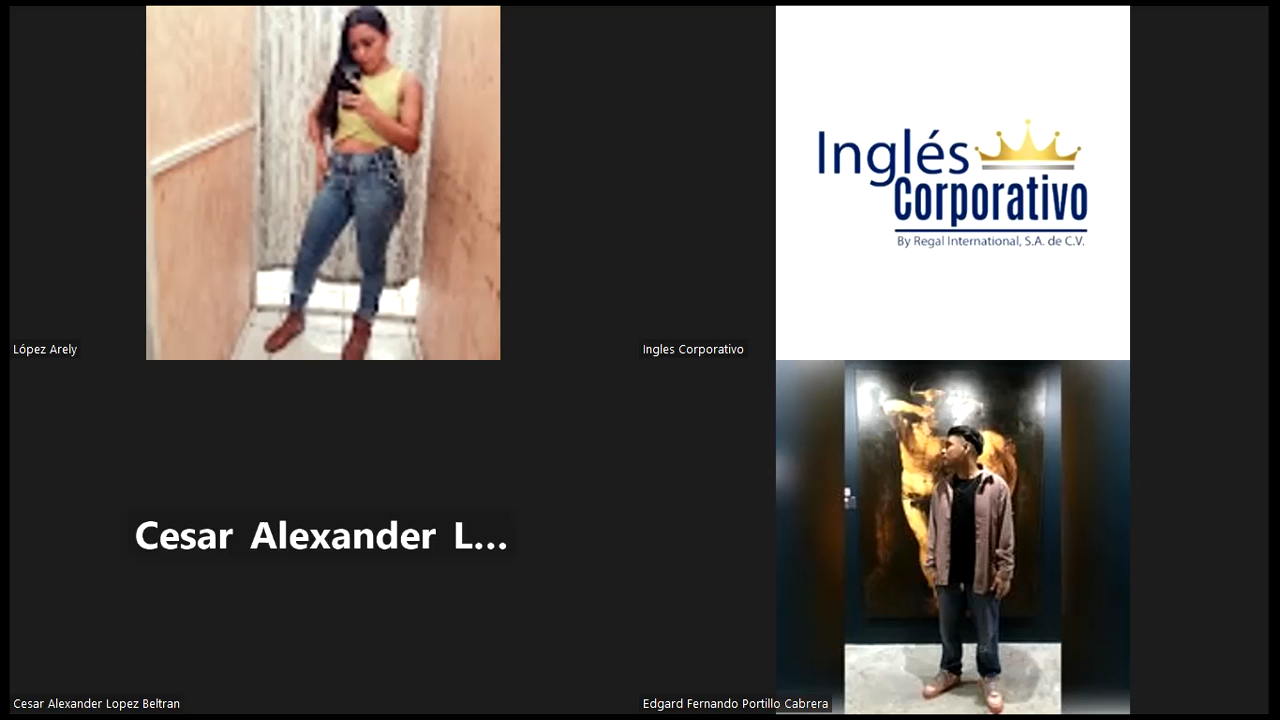 Inglés
Corporativo
By Regal International, S.A. de C.V.
López Arely
Ingles Corporativo
Cesar Alexander L...
Cesar Alexander Lopez Beltran
Edgard Fernando Portillo Cabrera